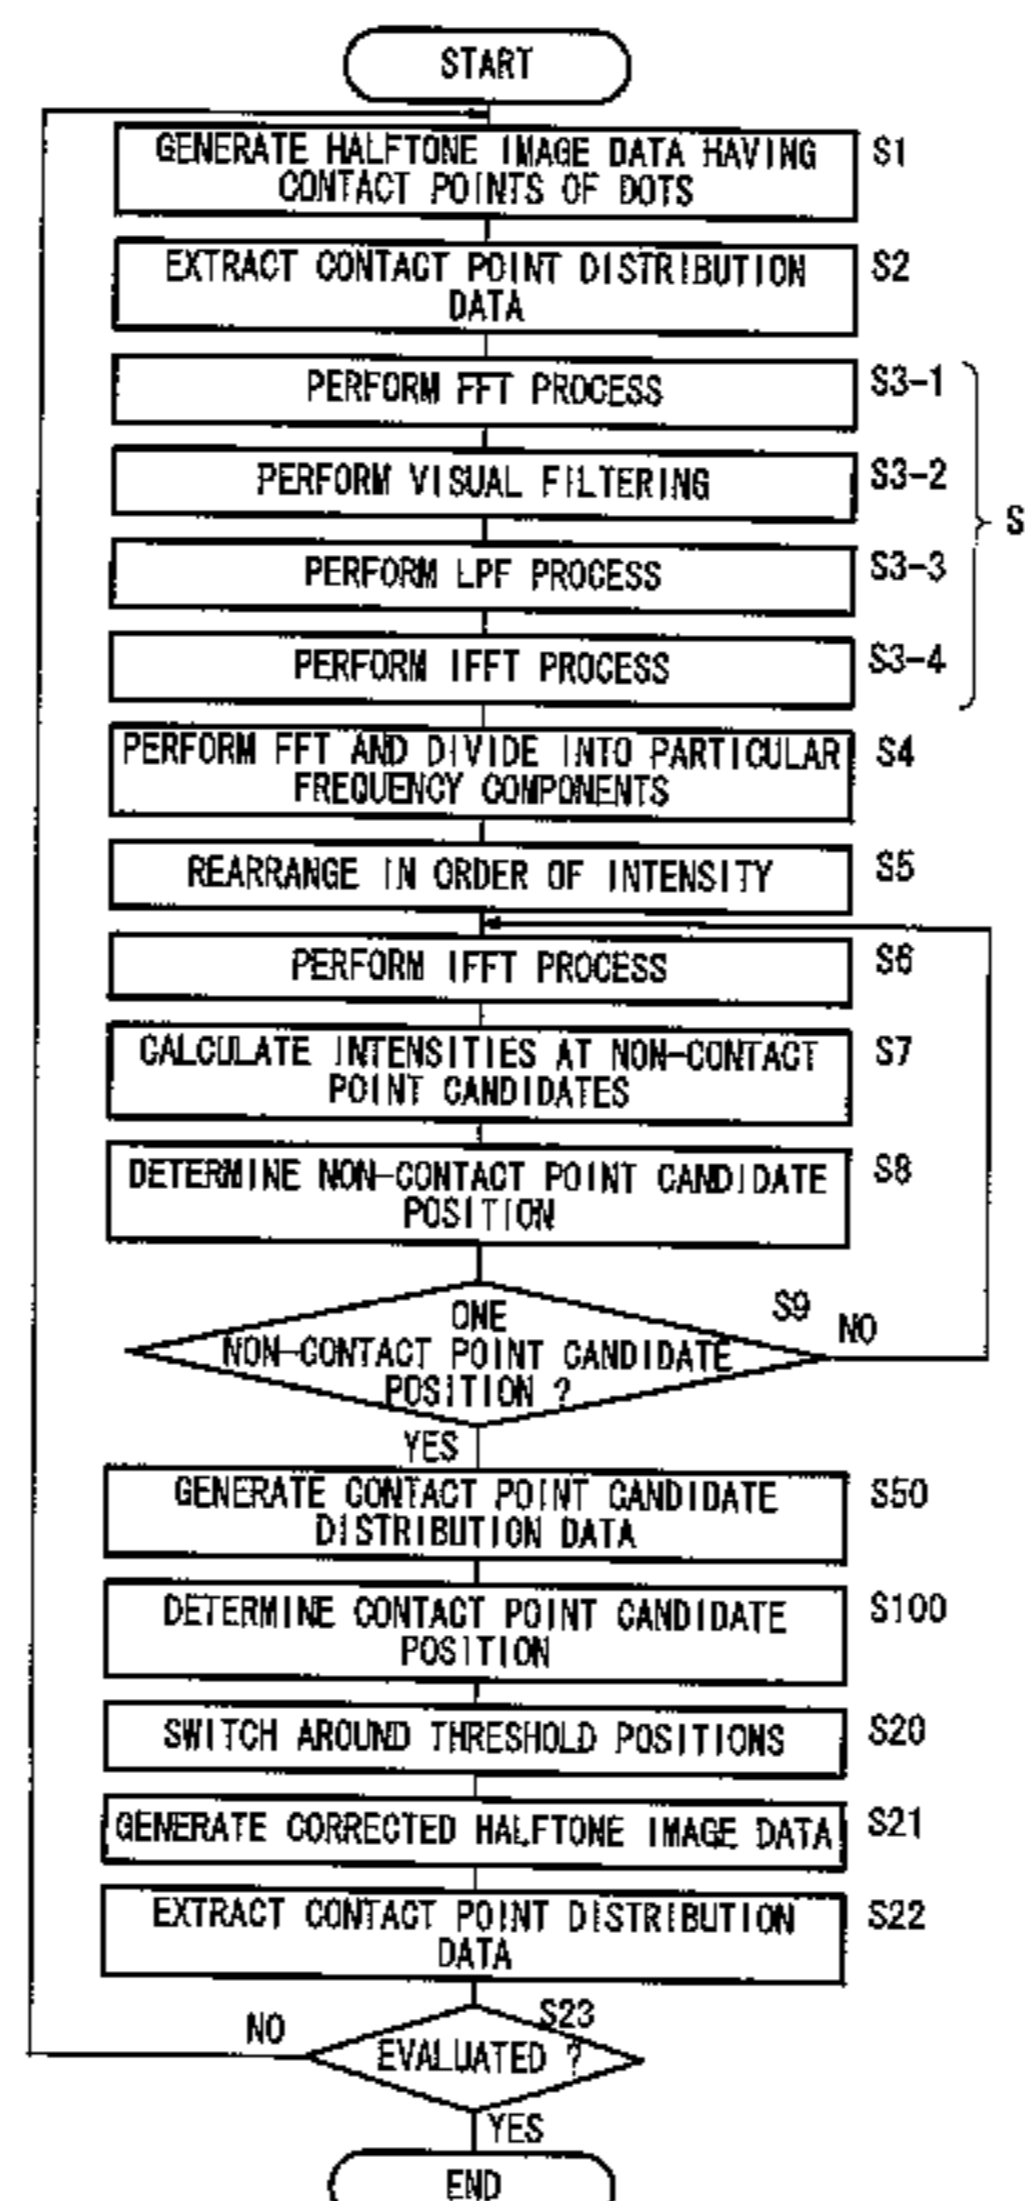 START
GENERATE HALFTONE IMAGE DATA HAVING
CONTACT POINTS OF DOTS
S1
EXTRACT CONTACT POINT DISTRIBUTION
DATA
S2
PERFORM FFT PROCESS
S3-1
PERFORM VISUAL FILTERING
S3-2
S
PERFORM LPF PROCESS
S3-3
PERFORM IFFT PROCESS
S3-4
PERFORM FFT AND DIVIDE INTO PARTICULAR
FREQUENCY COMPONENTS
S4
REARRANGE IN ORDER OF INTENSITY
S5
PERFORM IFFT PROCESS
S6
CALCULATE INTENSITIES AT NON-CONTACT
POINT CANDIDATES
S7
DETERMINE NON-CONTACT POINT CANDIDATE
POSITION
S8
ONE
NON-CONTACT POINT CANDIDATE
POSITION ?
S9
NO
YES
GENERATE CONTACT POINT CANDIDATE
DISTRIBUTION DATA
S50
DETERMINE CONTACT POINT CANDIDATE
POSITION
S100
SWITCH AROUND THRESHOLD POSITIONS
S20
GENERATE CORRECTED HALFTONE IMAGE DATA
S21
EXTRACT CONTACT POINT DISTRIBUTION
DATA
S22
NO
S23
EVALUATED ?
YES
END